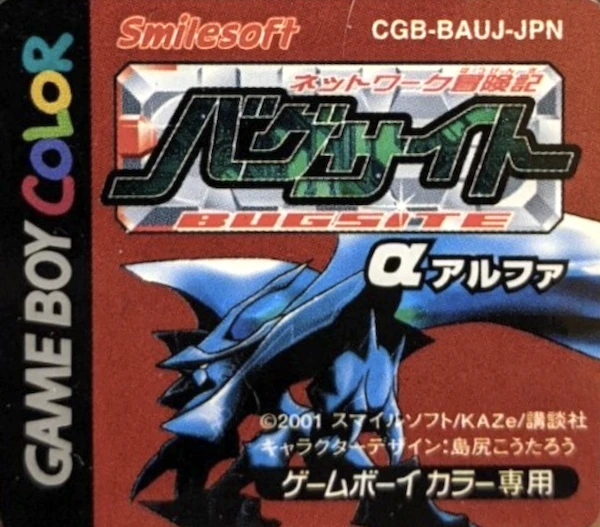 GAME BOY COLOR
Smilesoft
CGB-BAUJ-JPN
ネットワーク冒険記
バグサイト
BUGSITE
αアルファ
©2001 スマイルソフト/KAZe/講談社
キャラクターデザイン:島尻こうたろう
ゲームボーイカラー専用